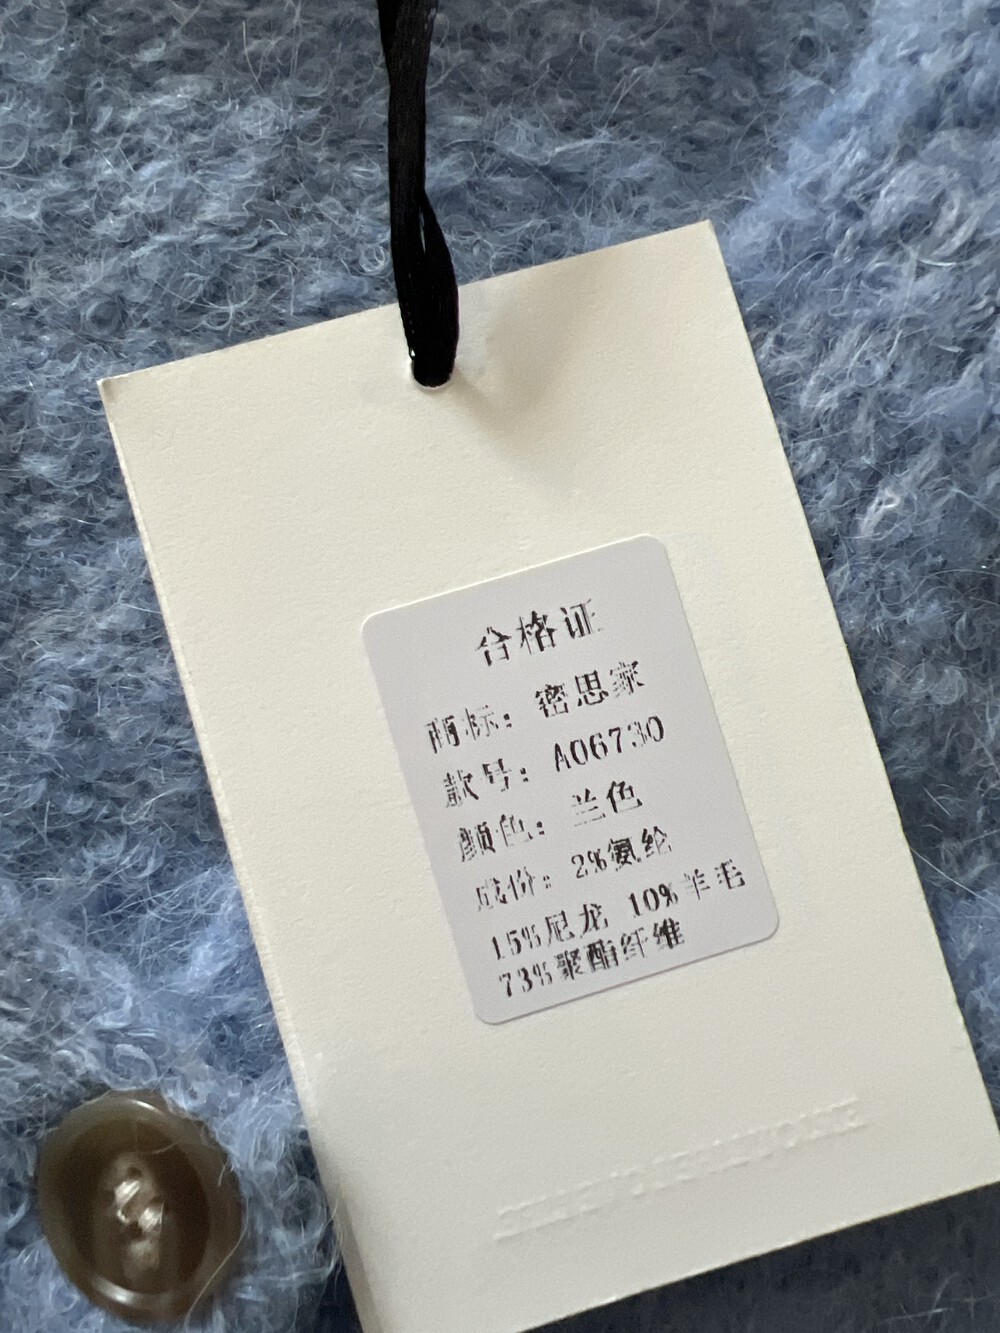 合格证
商标：密思家
款号：A06730
颜色：兰色
成份：2%氨纶
15%尼龙 10%羊毛
73%聚酯纤维